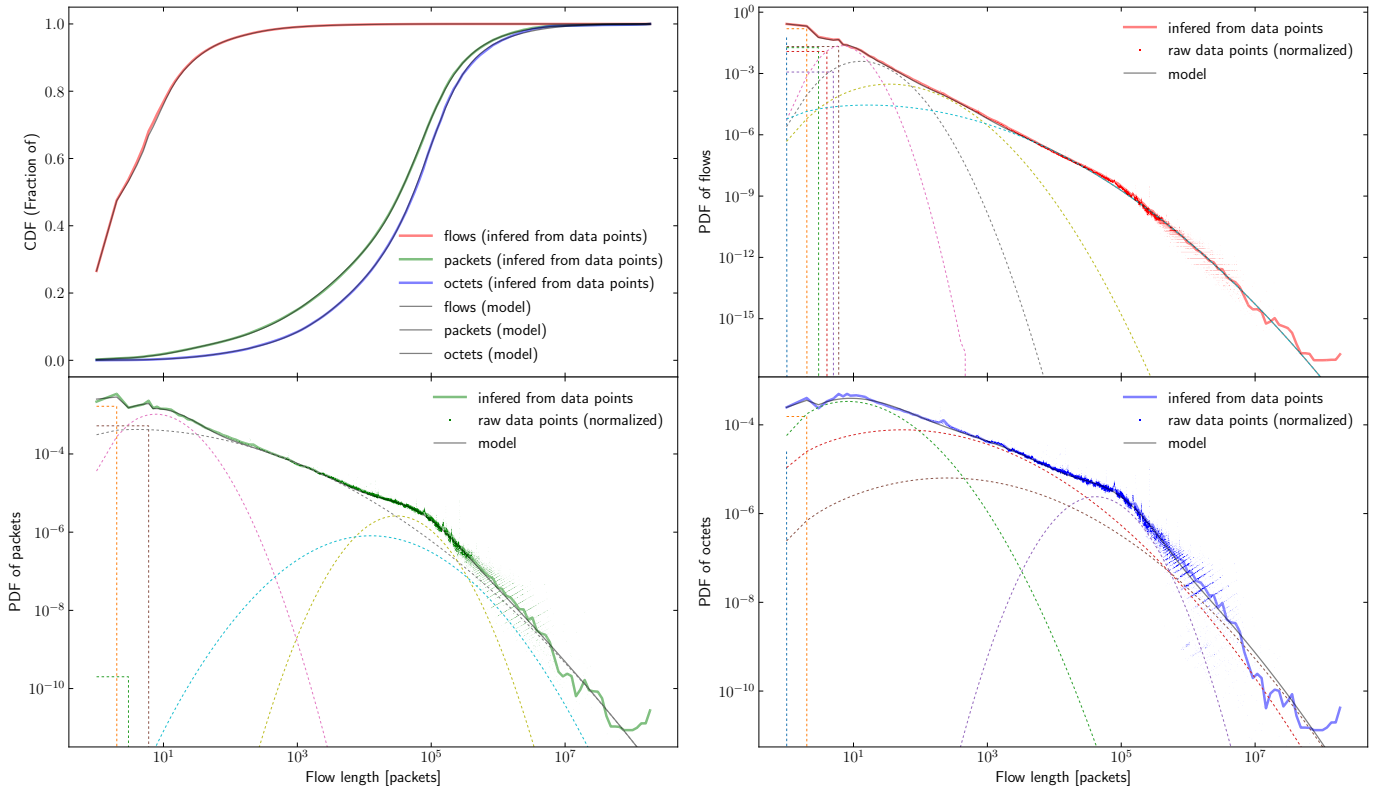 1.0
0.8
0.6
0.4
0.2
0.0
CDF (Fraction of)
flows (infered from data points)
packets (infered from data points)
octets (infered from data points)
flows (model)
packets (model)
octets (model)
10^0
10^-3
10^-6
10^-9
10^-12
10^-15
PDF of flows
infered from data points
raw data points (normalized)
model
10^-4
10^-6
10^-8
10^-10
PDF of packets
infered from data points
raw data points (normalized)
model
10^1
10^3
10^5
10^7
Flow length [packets]
10^-4
10^-6
10^-8
10^-10
PDF of octets
infered from data points
raw data points (normalized)
model
10^1
10^3
10^5
10^7
Flow length [packets]